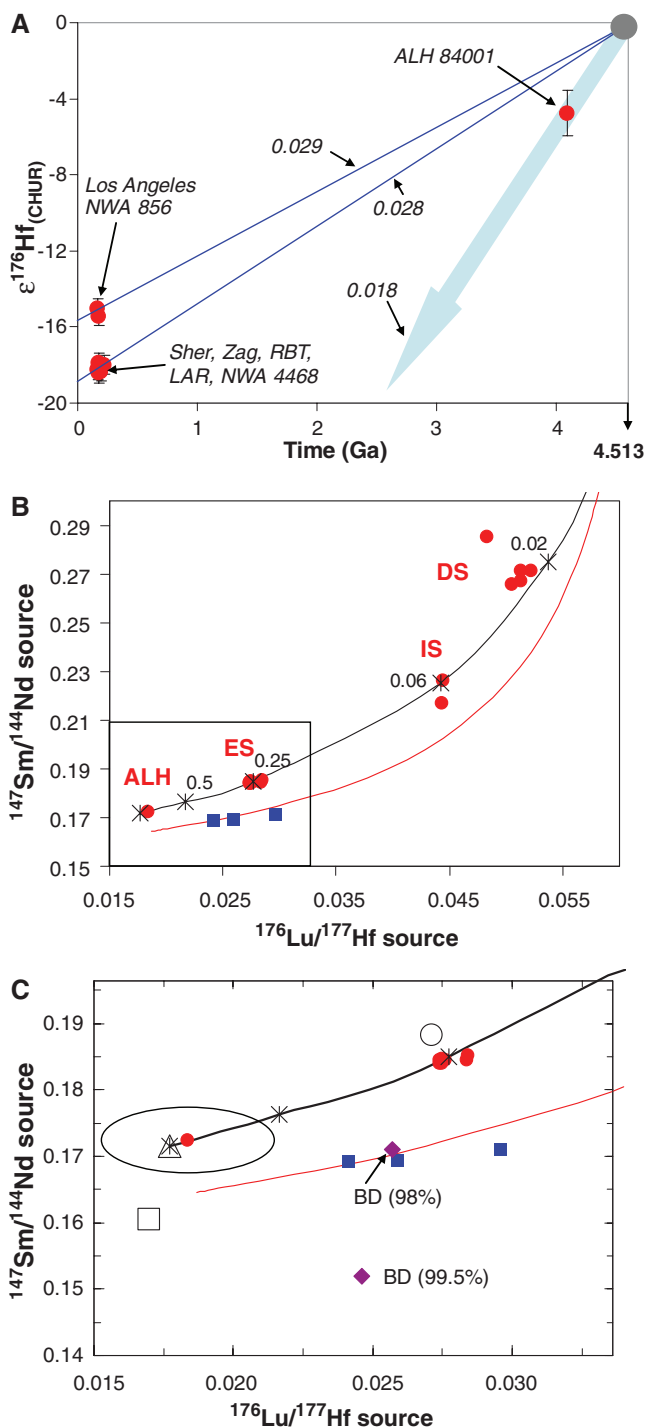 A
0
-4
-8
-12
-16
-20
ε¹⁷⁶Hf(CHUR)
ALH 84001
0.029
Los Angeles
NWA 856
0.028
0.018
Sher, Zag, RBT,
LAR, NWA 4468
0 1 2 3 4
Time (Ga)
4.513
B
0.29
0.27
0.25
0.23
0.21
0.19
0.17
0.15
¹⁴⁷Sm/¹⁴⁴Nd source
0.02
DS
IS
0.06
ES
0.25
ALH
0.5
0.015 0.025 0.035 0.045 0.055
¹⁷⁶Lu/¹⁷⁷Hf source
C
0.19
0.18
0.17
0.16
0.15
0.14
¹⁴⁷Sm/¹⁴⁴Nd source
BD (98%)
BD (99.5%)
0.015 0.020 0.025 0.030
¹⁷⁶Lu/¹⁷⁷Hf source